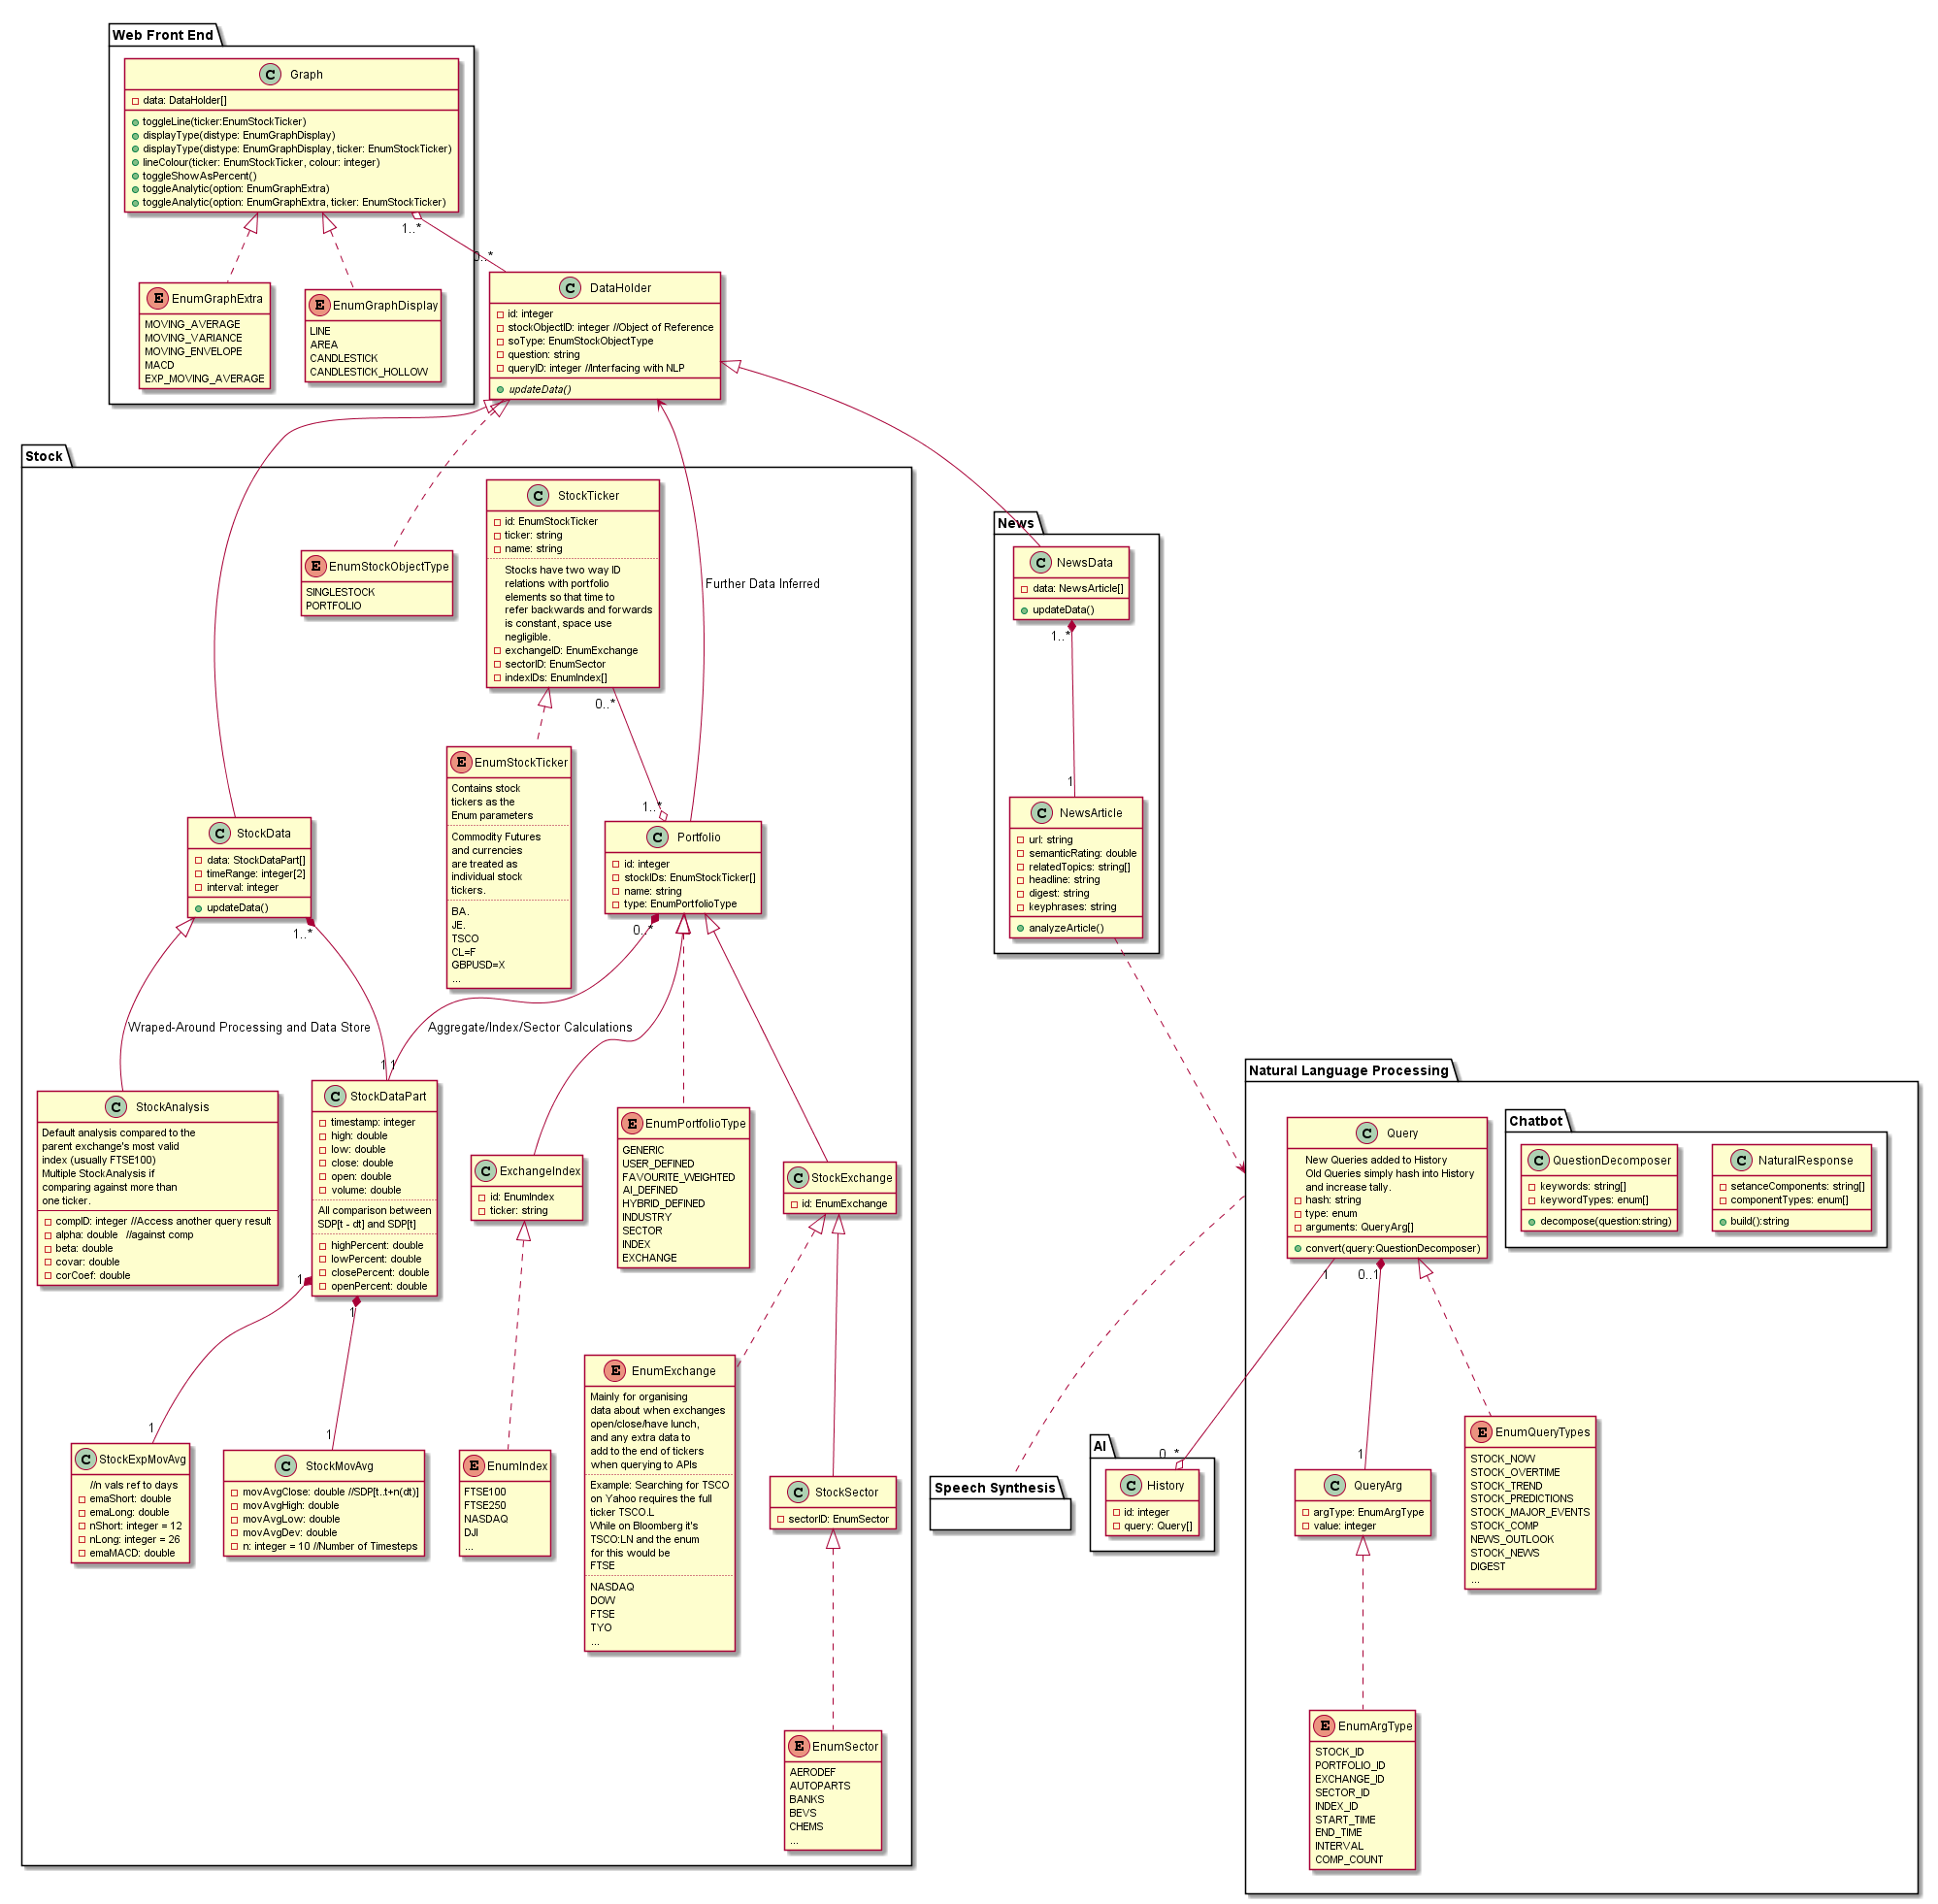 Web Front End
C Graph
data: DataHolder[]
toggleLine(ticker:EnumStockTicker)
displayType(distype: EnumGraphDisplay)
displayType(distype: EnumGraphDisplay, ticker: EnumStockTicker)
lineColour(ticker: EnumStockTicker, colour: integer)
toggleShowAsPercent()
toggleAnalytic(option: EnumGraphExtra)
toggleAnalytic(option: EnumGraphExtra, ticker: EnumStockTicker)
1..*
0..*
E EnumGraphExtra
MOVING_AVERAGE
MOVING_VARIANCE
MOVING_ENVELOPE
MACD
EXP_MOVING_AVERAGE
E EnumGraphDisplay
LINE
AREA
CANDLESTICK
CANDLESTICK_HOLLOW
C DataHolder
id: integer
stockObjectID: integer //Object of Reference
soType: EnumStockObjectType
question: string
queryID: integer //Interfacing with NLP
updateData()
Stock
C StockTicker
id: EnumStockTicker
ticker: string
name: string
Stocks have two way ID
relations with portfolio
elements so that time to
refer backwards and forwards
is constant, space use
negligible.
exchangeID: EnumExchange
sectorID: EnumSector
indexIDs: EnumIndex[]
E EnumStockObjectType
SINGLESTOCK
PORTFOLIO
Further Data Inferred
0..*
1..*
E EnumStockTicker
Contains stock
tickers as the
Enum parameters
Commodity Futures
and currencies
are treated as
individual stock
tickers.
BA.
JE.
TSCO
CL=F
GBPUSD=X
...
News
C NewsData
data: NewsArticle[]
updateData()
1..*
1
C NewsArticle
url: string
semanticRating: double
relatedTopics: string[]
headline: string
digest: string
keyphrases: string
analyzeArticle()
C StockData
data: StockDataPart[]
timeRange: integer[2]
interval: integer
updateData()
1..*
C Portfolio
id: integer
stockIDs: EnumStockTicker[]
name: string
type: EnumPortfolioType
0..*
Wraped-Around Processing and Data Store
Aggregate/Index/Sector Calculations
1
1
C StockAnalysis
Default analysis compared to the
parent exchange's most valid
index (usually FTSE100)
Multiple StockAnalysis if
comparing against more than
one ticker.
compID: integer //Access another query result
alpha: double //against comp
beta: double
covar: double
corCoef: double
C StockDataPart
timestamp: integer
high: double
low: double
close: double
open: double
volume: double
All comparison between
SDP[t - dt] and SDP[t]
highPercent: double
lowPercent: double
closePercent: double
openPercent: double
1
1
1
1
C ExchangeIndex
id: EnumIndex
ticker: string
E EnumPortfolioType
GENERIC
USER_DEFINED
FAVOURITE_WEIGHTED
AI_DEFINED
HYBRID_DEFINED
INDUSTRY
SECTOR
INDEX
EXCHANGE
C StockExchange
id: EnumExchange
C StockExpMovAvg
//n vals ref to days
emaShort: double
emaLong: double
nShort: integer = 12
nLong: integer = 26
emaMACD: double
C StockMovAvg
movAvgClose: double //SDP[t..t+n(dt)]
movAvgHigh: double
movAvgLow: double
movAvgDev: double
n: integer = 10 //Number of Timesteps
E EnumIndex
FTSE100
FTSE250
NASDAQ
DJI
...
E EnumExchange
Mainly for organising
data about when exchanges
open/close/have lunch,
and any extra data to
add to the end of tickers
when querying to APIs
Example: Searching for TSCO
on Yahoo requires the full
ticker TSCO.L
While on Bloomberg it's
TSCO:LN and the enum
for this would be
FTSE
NASDAQ
DOW
FTSE
TYO
...
C StockSector
sectorID: EnumSector
E EnumSector
AERODEF
AUTOPARTS
BANKS
BEVS
CHEMS
...
Natural Language Processing
C Query
New Queries added to History
Old Queries simply hash into History
and increase tally.
hash: string
type: enum
arguments: QueryArg[]
convert(query:QuestionDecomposer)
Chatbot
C QuestionDecomposer
keywords: string[]
keywordTypes: enum[]
decompose(question:string)
C NaturalResponse
setanceComponents: string[]
componentTypes: enum[]
build():string
1
0..1
0..*
1
Speech Synthesis
AI
C History
id: integer
query: Query[]
C QueryArg
argType: EnumArgType
value: integer
E EnumQueryTypes
STOCK_NOW
STOCK_OVERTIME
STOCK_TREND
STOCK_PREDICTIONS
STOCK_MAJOR_EVENTS
STOCK_COMP
NEWS_OUTLOOK
STOCK_NEWS
DIGEST
...
E EnumArgType
STOCK_ID
PORTFOLIO_ID
EXCHANGE_ID
SECTOR_ID
INDEX_ID
START_TIME
END_TIME
INTERVAL
COMP_COUNT